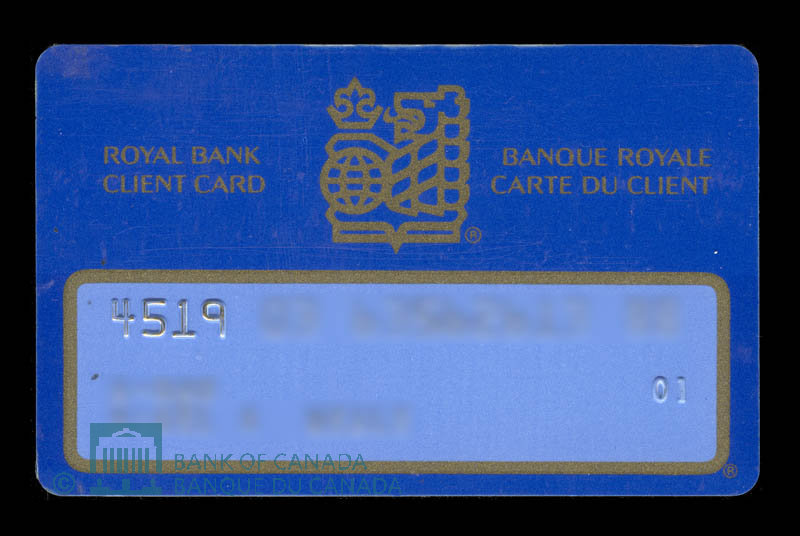 ROYAL BANK
CLIENT CARD
BANQUE ROYALE
CARTE DU CLIENT
®
4519
01
®
© BANK OF CANADA
BANQUE DU CANADA